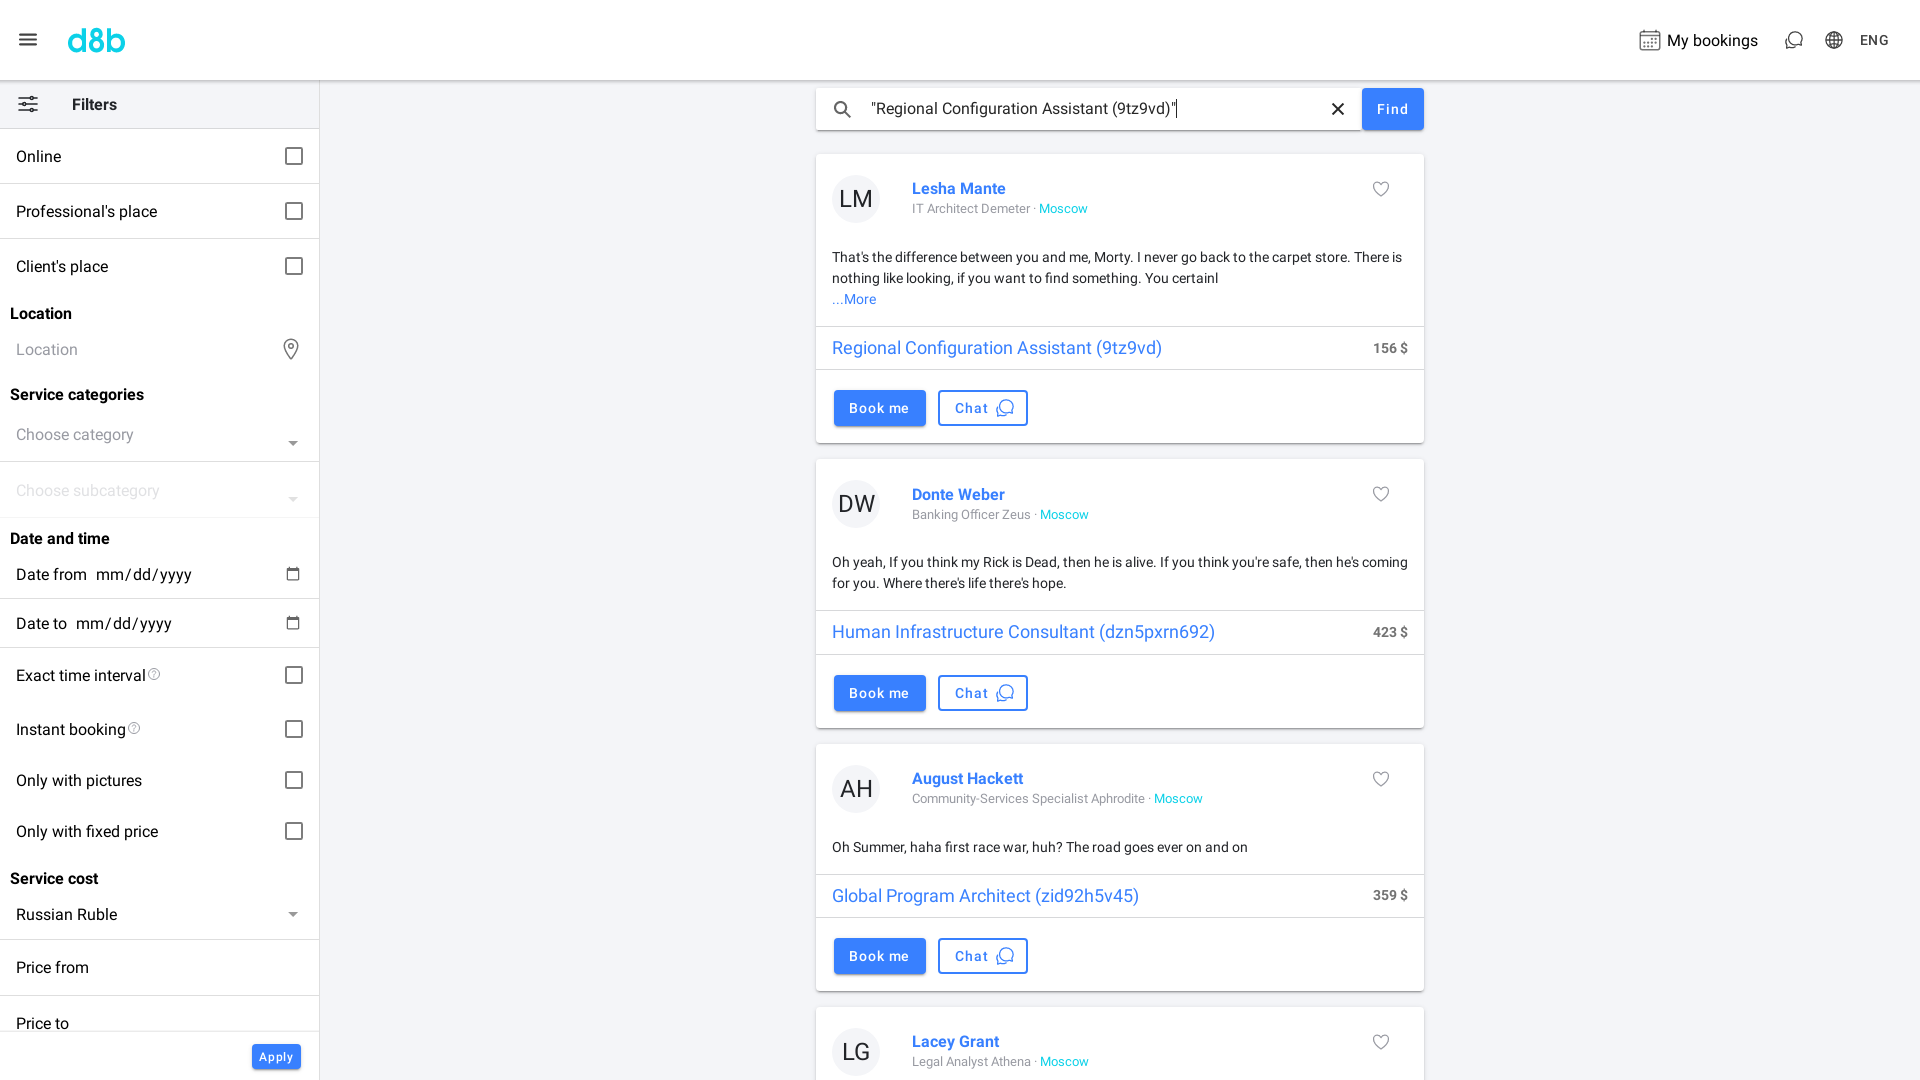 d8b
My bookings
ENG
Filters
Online
Professional's place
Client's place
Location
Location
Service categories
Choose category
Choose subcategory
Date and time
Date from mm/dd/yyyy
Date to mm/dd/yyyy
Exact time interval
Instant booking
Only with pictures
Only with fixed price
Service cost
Russian Ruble
Price from
Price to
Apply
"Regional Configuration Assistant (9tz9vd)"
Find
LM
Lesha Mante
IT Architect Demeter · Moscow
That's the difference between you and me, Morty. I never go back to the carpet store. There is
nothing like looking, if you want to find something. You certainl
...More
Regional Configuration Assistant (9tz9vd)
156 $
Book me
Chat
DW
Donte Weber
Banking Officer Zeus · Moscow
Oh yeah, If you think my Rick is Dead, then he is alive. If you think you're safe, then he's coming
for you. Where there's life there's hope.
Human Infrastructure Consultant (dzn5pxrn692)
423 $
Book me
Chat
AH
August Hackett
Community-Services Specialist Aphrodite · Moscow
Oh Summer, haha first race war, huh? The road goes ever on and on
Global Program Architect (zid92h5v45)
359 $
Book me
Chat
LG
Lacey Grant
Legal Analyst Athena · Moscow